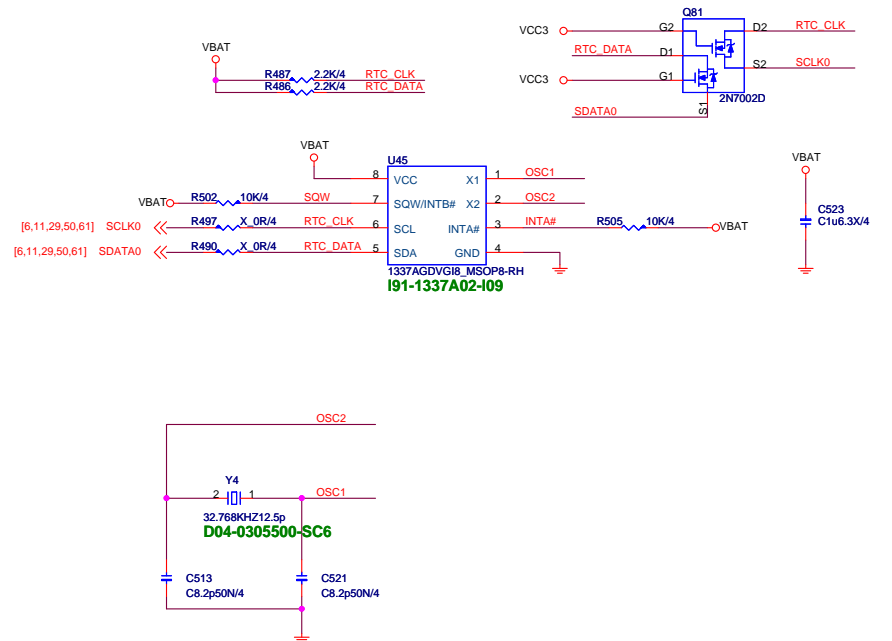 Q81
VCC3 G2 D2 RTC_CLK
RTC_DATA D1
S2 SCLK0
VCC3 G1
2N7002D
SDATA0 S1
VBAT
R487 2.2K/4 RTC_CLK
R486 2.2K/4 RTC_DATA
VBAT
U45
8 VCC X1 1 OSC1
VBAT R502 10K/4 SQW 7 SQW/INTB# X2 2 OSC2
[6,11,29,50,61] SCLK0 R497 X_0R/4 RTC_CLK 6 SCL INTA# 3 INTA# R505 10K/4 VBAT
[6,11,29,50,61] SDATA0 R490 X_0R/4 RTC_DATA 5 SDA GND 4
1337AGDVGI8_MSOP8-RH
I91-1337A02-I09
VBAT
C523
C1u6.3X/4
OSC2
Y4
2 1 OSC1
32.768KHZ12.5p
D04-0305500-SC6
C513 C521
C8.2p50N/4 C8.2p50N/4